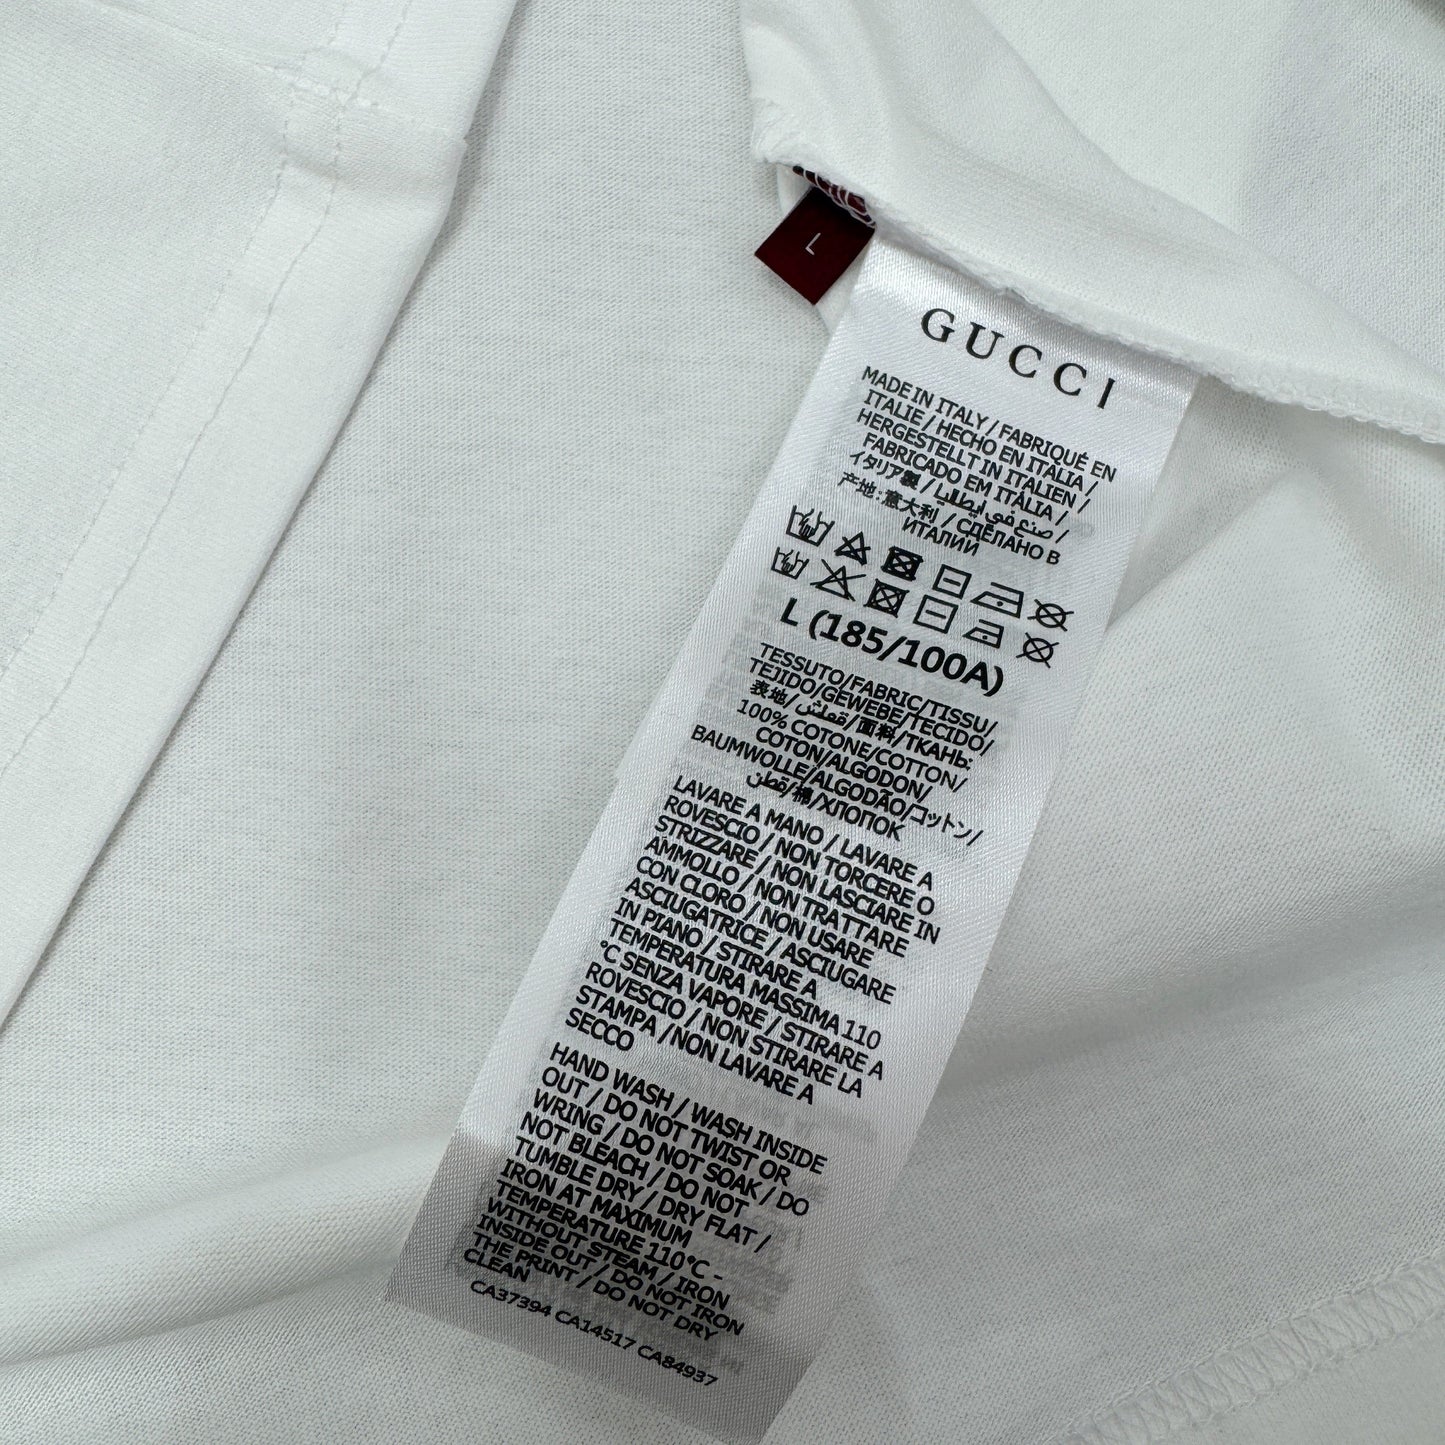 L
GUCCI
MADE IN ITALY / FABRIQUÉ EN
ITALIE / HECHO EN ITALIA /
HERGESTELLT IN ITALIEN /
FABRICADO EM ITÁLIA /
イタリア製 / صنع في إيطاليا /
产地:意大利 / СДЕЛАНО В
ИТАЛИИ
L (185/100A)
TESSUTO/FABRIC/TISSU/
TEJIDO/GEWEBE/TECIDO/
表地/قماش/面料/ТКАНЬ:
100% COTONE/COTTON/
COTON/ALGODON/
BAUMWOLLE/ALGODÃO/コットン/
قطن/棉/ХЛОПОК
LAVARE A MANO / LAVARE A
ROVESCIO / NON TORCERE O
STRIZZARE / NON LASCIARE IN
AMMOLLO / NON TRATTARE
CON CLORO / NON USARE
ASCIUGATRICE / ASCIUGARE
IN PIANO / STIRARE A
TEMPERATURA MASSIMA 110
°C SENZA VAPORE / STIRARE A
ROVESCIO / NON STIRARE LA
STAMPA / NON LAVARE A
SECCO
HAND WASH / WASH INSIDE
OUT / DO NOT TWIST OR
WRING / DO NOT SOAK / DO
NOT BLEACH / DO NOT
TUMBLE DRY / DRY FLAT /
IRON AT MAXIMUM
TEMPERATURE 110°C -
WITHOUT STEAM / IRON
INSIDE OUT / DO NOT IRON
THE PRINT / DO NOT DRY
CLEAN
CA37394 CA14517 CA84937